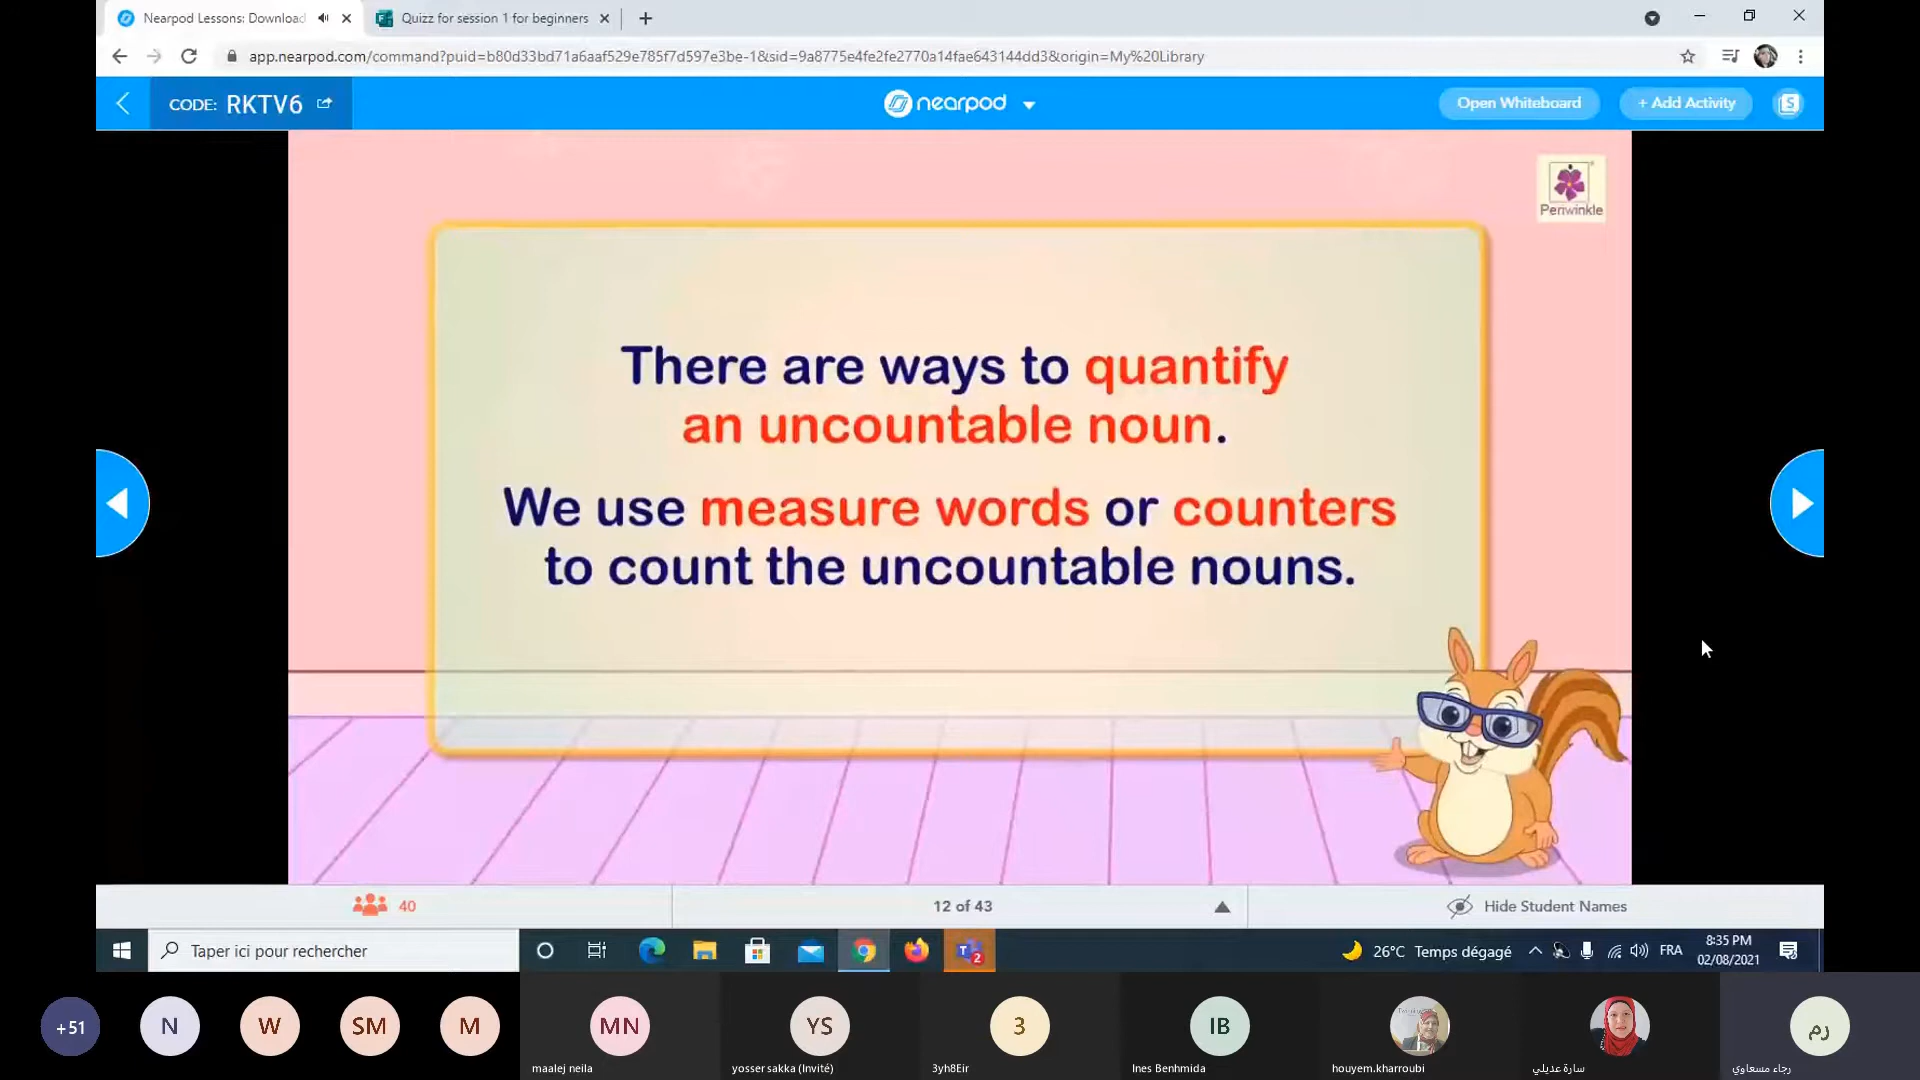 Nearpod Lessons: Download
Quizz for session 1 for beginners
app.nearpod.com/command?puid=b80d33bd71a6aaf529e785f7d597e3be-1&sid=9a8775e4fe2fe2770a14fae643144dd3&origin=My%20Library
CODE: RKTV6
nearpod
Open Whiteboard
+ Add Activity
S
Periwinkle
There are ways to quantify
an uncountable noun.
We use measure words or counters
to count the uncountable nouns.
40
12 of 43
Hide Student Names
Taper ici pour rechercher
2
26°C Temps dégagé
FRA
8:35 PM
02/08/2021
+51
N
W
SM
M
MN
YS
3
IB
رم
maalej neila
yosser sakka (Invité)
3yh8Eir
Ines Benhmida
houyem.kharroubi
سارة عديلي
رجاء مسعاوي